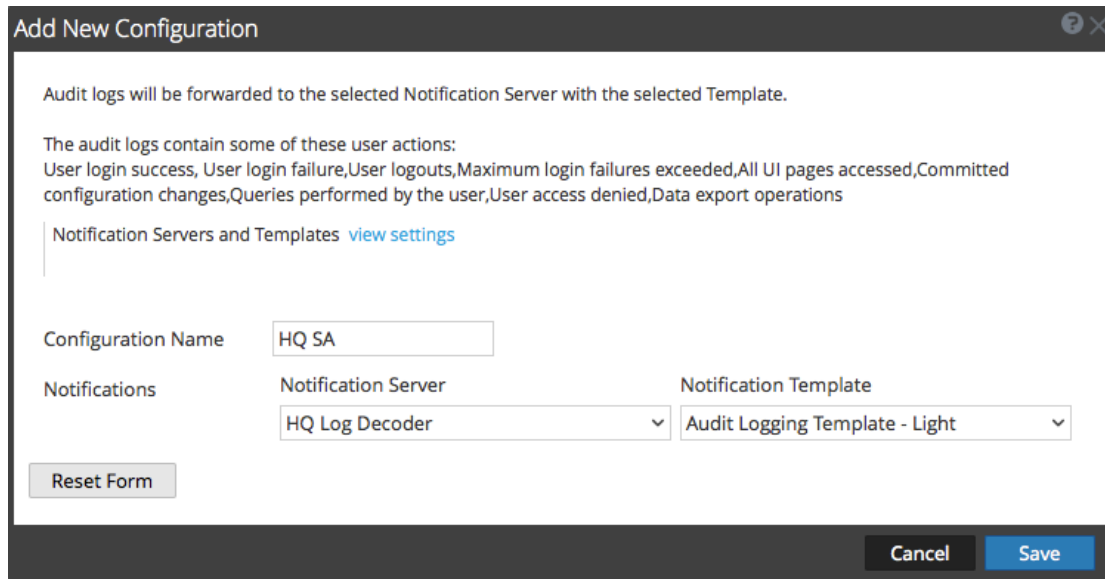 Add New Configuration
Audit logs will be forwarded to the selected Notification Server with the selected Template.
The audit logs contain some of these user actions:
User login success, User login failure,User logouts,Maximum login failures exceeded,All UI pages accessed,Committed
configuration changes,Queries performed by the user,User access denied,Data export operations
Notification Servers and Templates view settings
Configuration Name HQ SA
Notifications Notification Server Notification Template
HQ Log Decoder Audit Logging Template - Light
Reset Form
Cancel Save